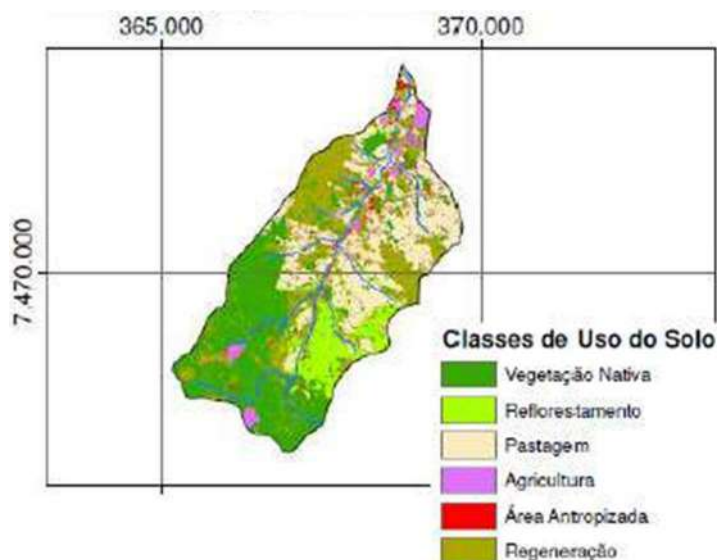 365.000 370.000
7.470.000
Classes de Uso do Solo
Vegetação Nativa
Reflorestamento
Pastagem
Agricultura
Área Antropizada
Regeneração